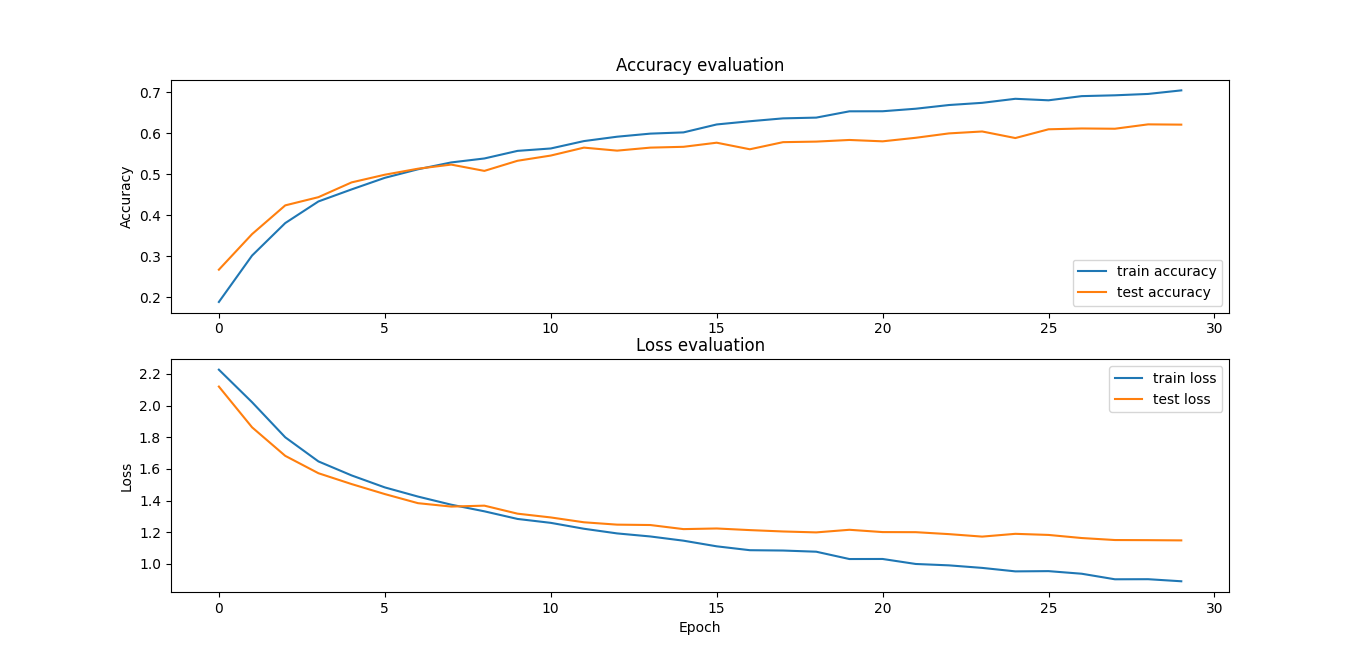 Accuracy evaluation
0.7
0.6
0.5
0.4
0.3
0.2
Accuracy
train accuracy
test accuracy
0 5 10 15 20 25 30
Loss evaluation
2.2
2.0
1.8
1.6
1.4
1.2
1.0
Loss
train loss
test loss
0 5 10 15 20 25 30
Epoch